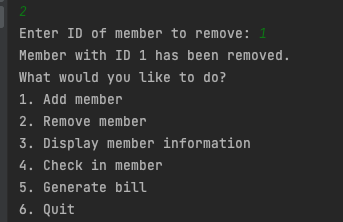 2
Enter ID of member to remove: 1
Member with ID 1 has been removed.
What would you like to do?
1. Add member
2. Remove member
3. Display member information
4. Check in member
5. Generate bill
6. Quit